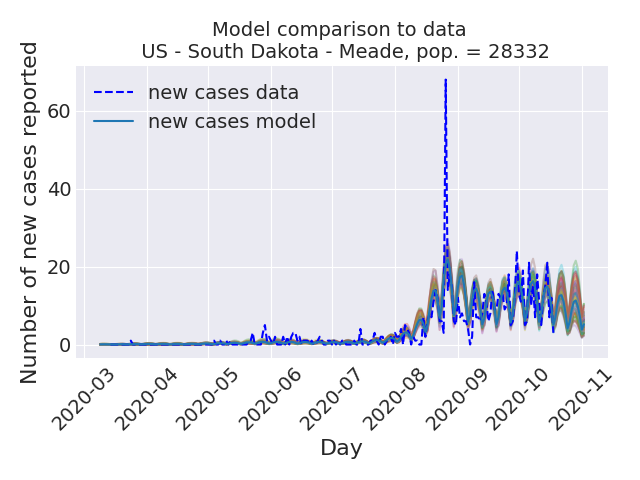 Model comparison to data
US - South Dakota - Meade, pop. = 28332
Number of new cases reported
new cases data
new cases model
60
40
20
0
2020-03
2020-04
2020-05
2020-06
2020-07
2020-08
2020-09
2020-10
2020-11
Day